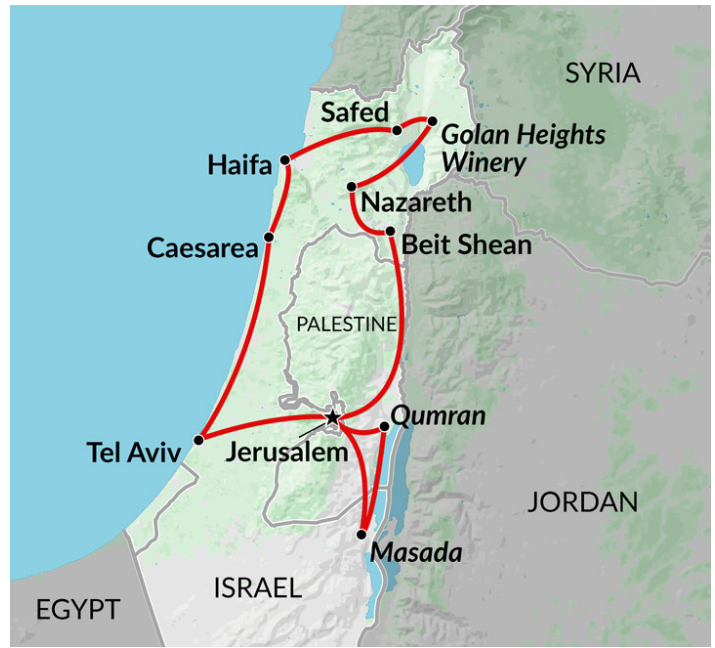 SYRIA
Safed
Golan Heights
Winery
Haifa
Nazareth
Caesarea
Beit Shean
PALESTINE
Qumran
Tel Aviv
Jerusalem
JORDAN
Masada
ISRAEL
EGYPT